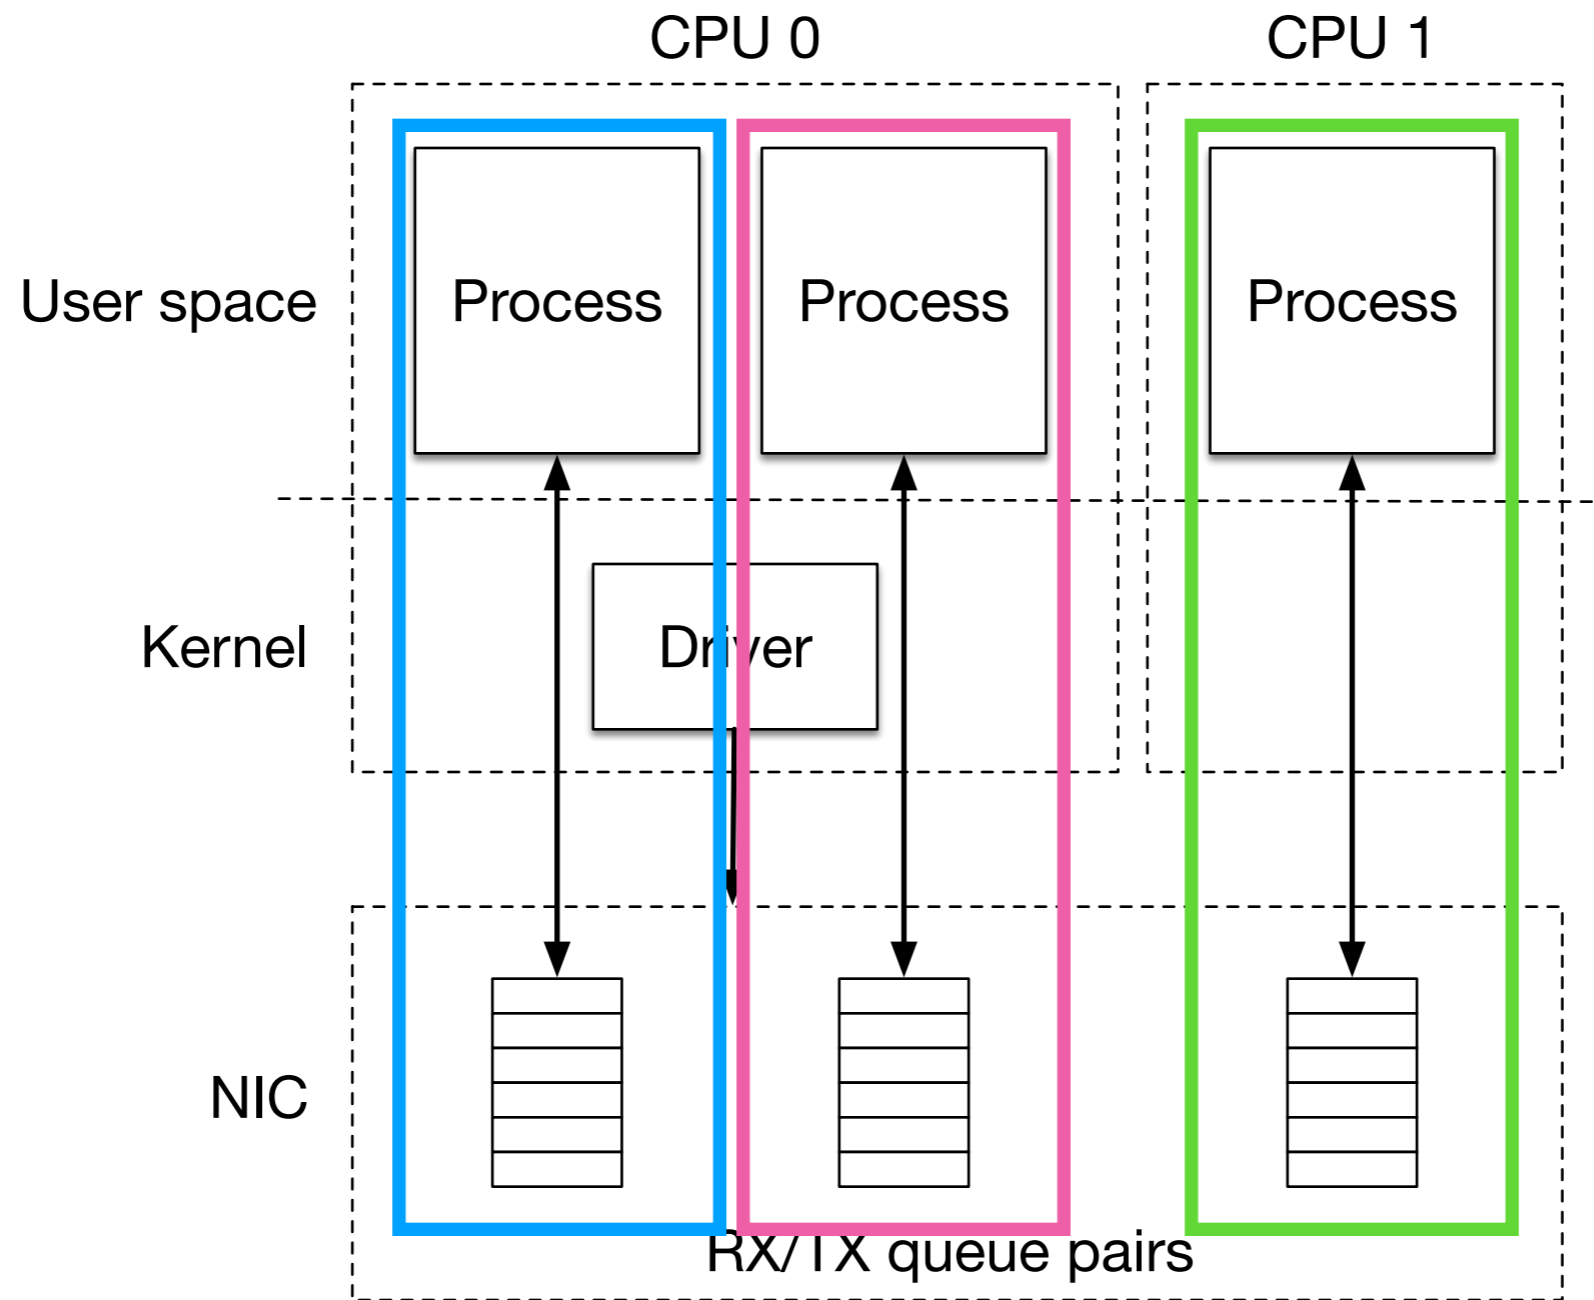 CPU 0
CPU 1
User space
Process
Process
Process
Kernel
Driver
NIC
RX/TX queue pairs